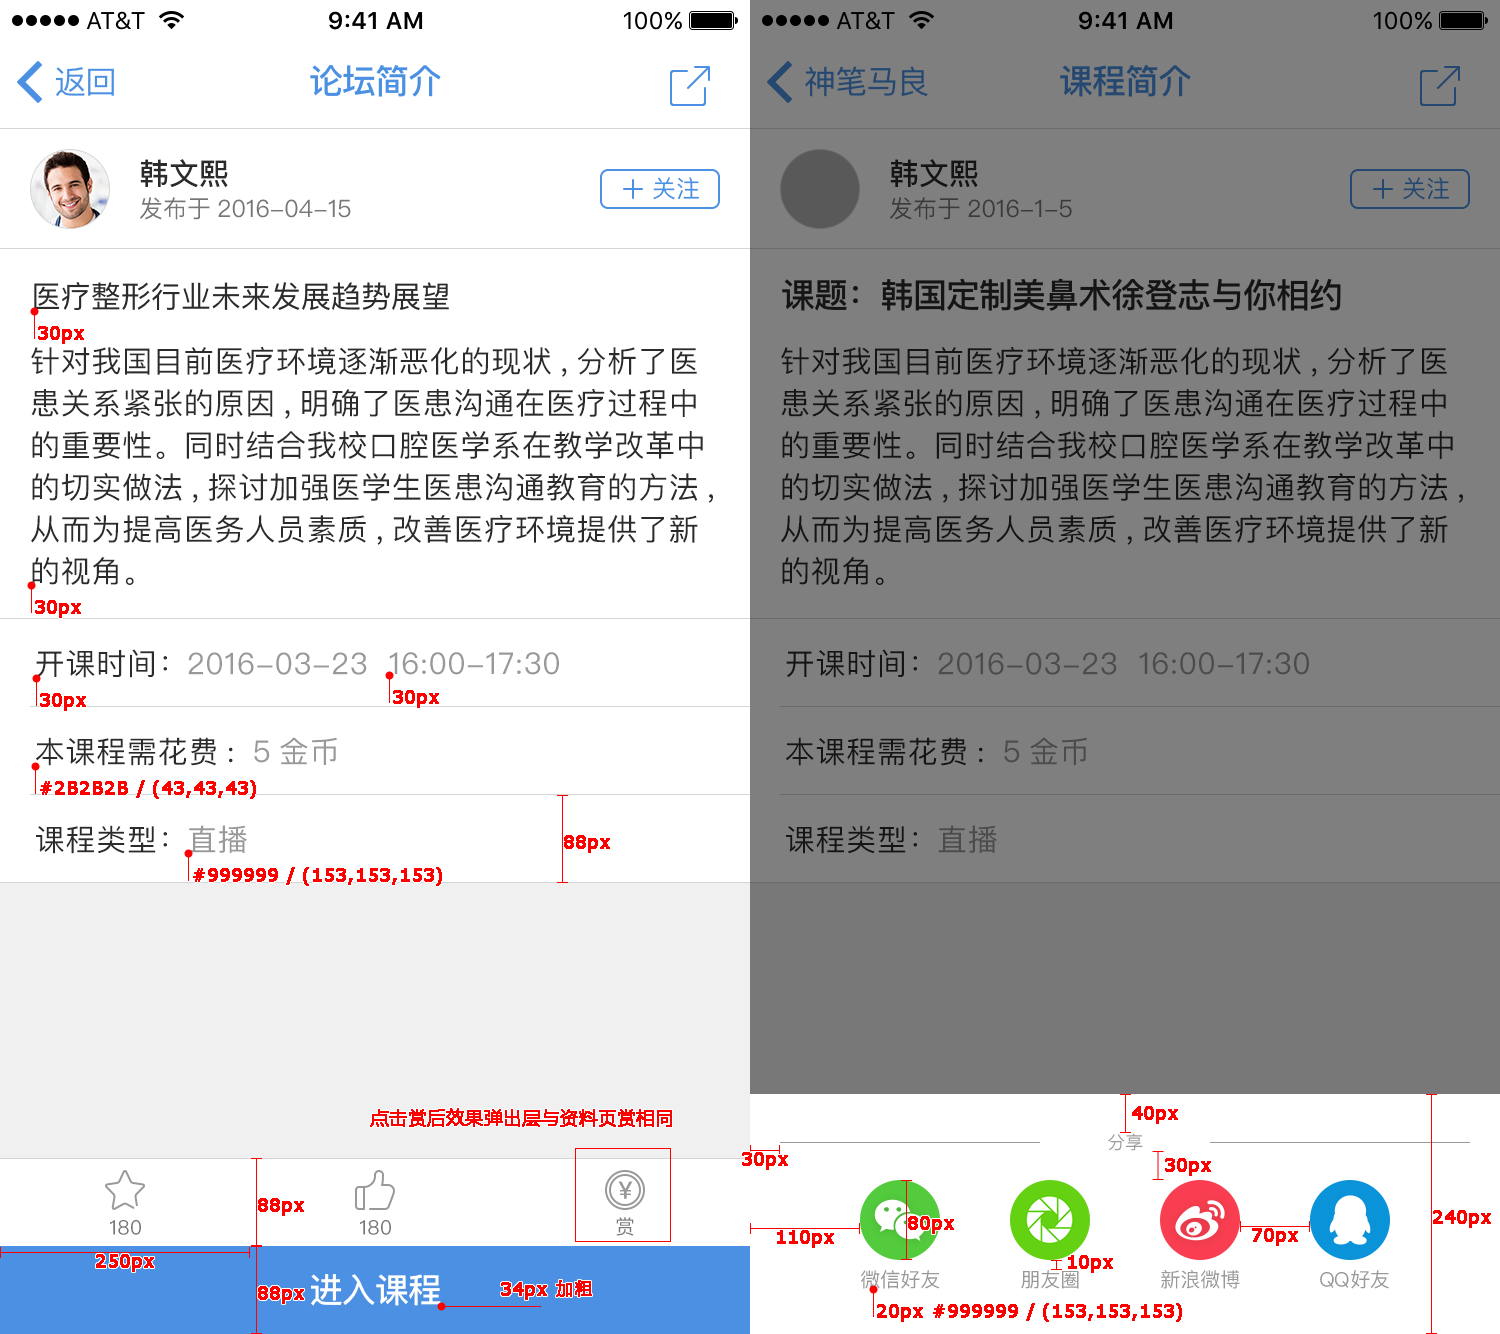 AT&T 9:41 AM 100%
返回 论坛简介
韩文熙
发布于 2016-04-15
+ 关注
医疗整形行业未来发展趋势展望
30px
针对我国目前医疗环境逐渐恶化的现状，分析了医
患关系紧张的原因，明确了医患沟通在医疗过程中
的重要性。同时结合我校口腔医学系在教学改革中
的切实做法，探讨加强医学生医患沟通教育的方法，
从而为提高医务人员素质，改善医疗环境提供了新
的视角。
30px
开课时间：2016-03-23 16:00-17:30
30px 30px
本课程需花费：5 金币
#2B2B2B / (43,43,43)
课程类型：直播
88px
#999999 / (153,153,153)
点击赏后效果弹出层与资料页赏相同
88px
180 180 赏
250px
88px
进入课程
34px 加粗
AT&T 9:41 AM 100%
神笔马良 课程简介
韩文熙
发布于 2016-1-5
+ 关注
课题：韩国定制美鼻术徐登志与你相约
针对我国目前医疗环境逐渐恶化的现状，分析了医
患关系紧张的原因，明确了医患沟通在医疗过程中
的重要性。同时结合我校口腔医学系在教学改革中
的切实做法，探讨加强医学生医患沟通教育的方法，
从而为提高医务人员素质，改善医疗环境提供了新
的视角。
开课时间：2016-03-23 16:00-17:30
本课程需花费：5 金币
课程类型：直播
40px
分享
30px 30px
80px
110px 70px 240px
10px
微信好友 朋友圈 新浪微博 QQ好友
20px #999999 / (153,153,153)